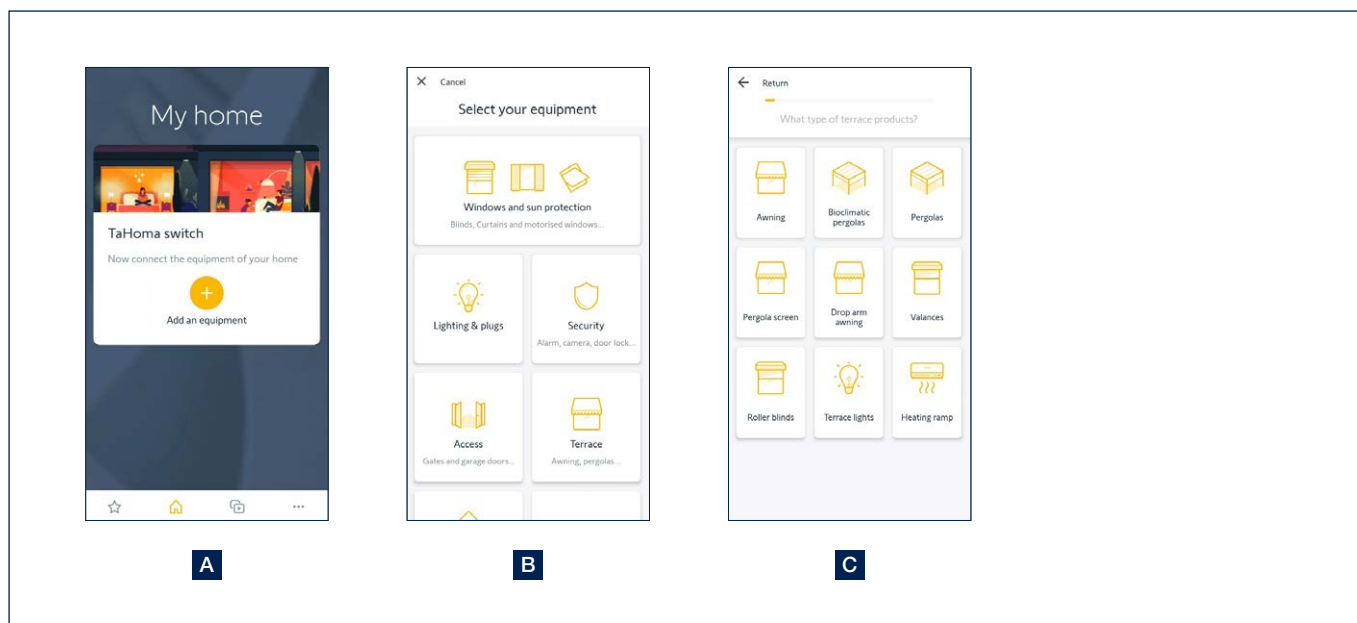 My home
TaHoma switch
Now connect the equipment of your home
Add an equipment
A
Cancel
Select your equipment
Windows and sun protection
Blinds, Curtains and motorised windows...
Lighting & plugs
Security
Alarm, camera, door lock...
Access
Gates and garage doors...
Terrace
Awning, pergolas...
B
Return
What type of terrace products?
Awning
Bioclimatic
pergolas
Pergolas
Pergola screen
Drop arm
awning
Valances
Roller blinds
Terrace lights
Heating ramp
C